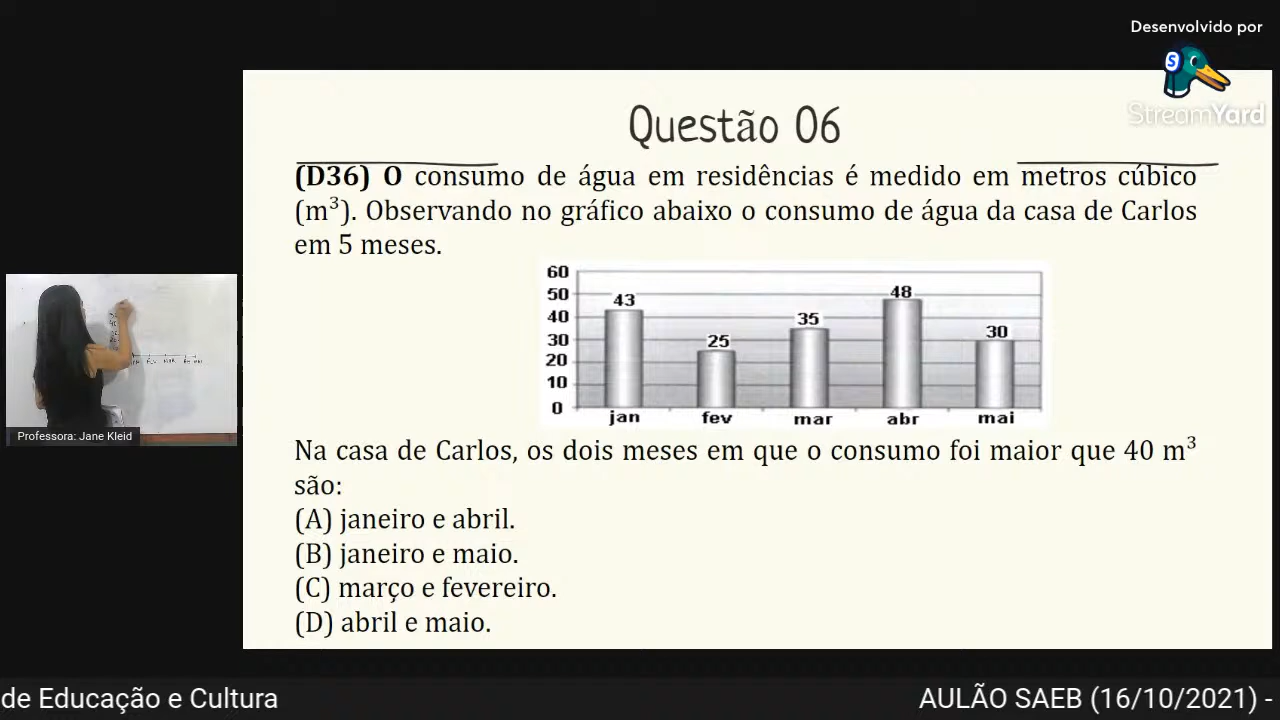 Desenvolvido por
S
StreamYard
Questão 06
(D36) O consumo de água em residências é medido em metros cúbico
(m³). Observando no gráfico abaixo o consumo de água da casa de Carlos
em 5 meses.
60
50
40
30
20
10
0
43
25
35
48
30
jan fev mar abr mai
Na casa de Carlos, os dois meses em que o consumo foi maior que 40 m³
são:
(A) janeiro e abril.
(B) janeiro e maio.
(C) março e fevereiro.
(D) abril e maio.
Professora: Jane Kleid
de Educação e Cultura
AULÃO SAEB (16/10/2021) -